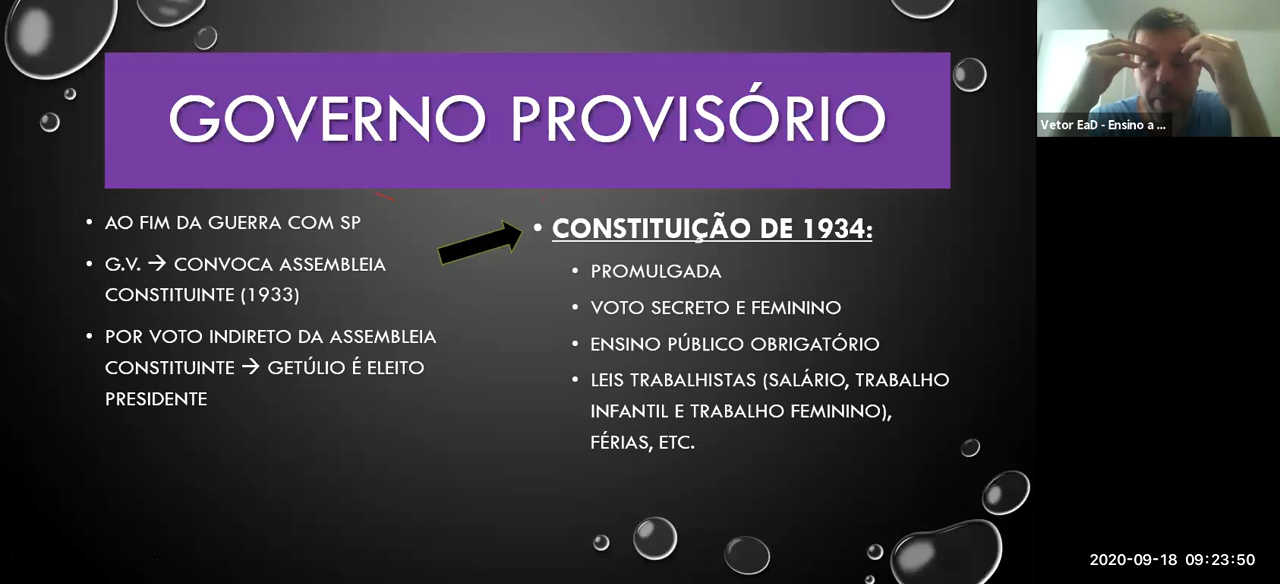 GOVERNO PROVISÓRIO
• AO FIM DA GUERRA COM SP
• G.V. → CONVOCA ASSEMBLEIA
CONSTITUINTE (1933)
• POR VOTO INDIRETO DA ASSEMBLEIA
CONSTITUINTE → GETÚLIO É ELEITO
PRESIDENTE
• CONSTITUIÇÃO DE 1934:
• PROMULGADA
• VOTO SECRETO E FEMININO
• ENSINO PÚBLICO OBRIGATÓRIO
• LEIS TRABALHISTAS (SALÁRIO, TRABALHO
INFANTIL E TRABALHO FEMININO),
FÉRIAS, ETC.
Vetor EaD - Ensino a ...
2020-09-18 09:23:50